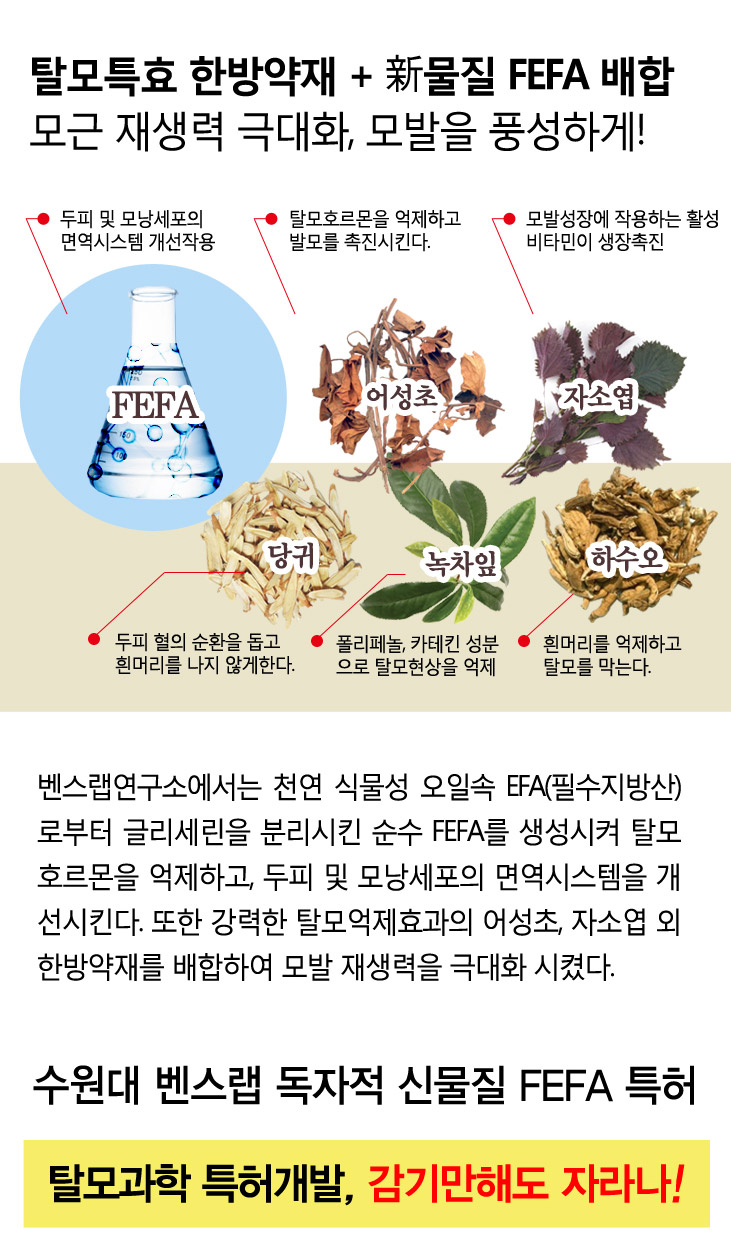 탈모특효 한방약재 + 新물질 FEFA 배합
모근 재생력 극대화, 모발을 풍성하게!
두피 및 모낭세포의
면역시스템 개선작용
탈모호르몬을 억제하고
발모를 촉진시킨다.
모발성장에 작용하는 활성
비타민이 생장촉진
FEFA
어성초
자소엽
당귀
녹차잎
하수오
두피 혈의 순환을 돕고
흰머리를 나지 않게한다.
폴리페놀, 카테킨 성분
으로 탈모현상을 억제
흰머리를 억제하고
탈모를 막는다.
벤스랩연구소에서는 천연 식물성 오일속 EFA(필수지방산)
로부터 글리세린을 분리시킨 순수 FEFA를 생성시켜 탈모
호르몬을 억제하고, 두피 및 모낭세포의 면역시스템을 개
선시킨다. 또한 강력한 탈모억제효과의 어성초, 자소엽 외
한방약재를 배합하여 모발 재생력을 극대화 시켰다.
수원대 벤스랩 독자적 신물질 FEFA 특허
탈모과학 특허개발, 감기만해도 자라나!